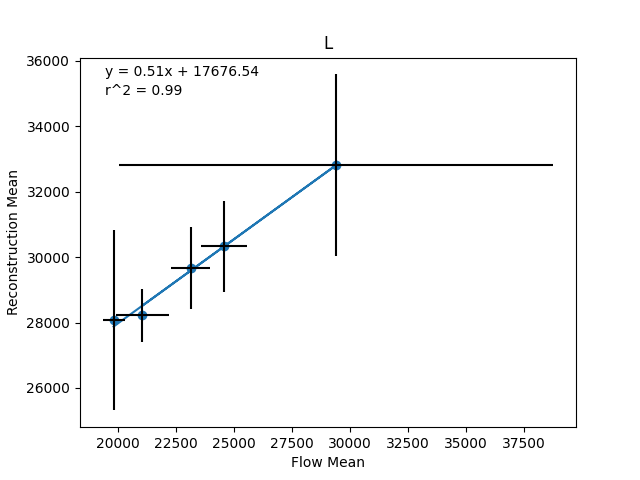 L
y = 0.51x + 17676.54
r^2 = 0.99
36000
34000
32000
30000
28000
26000
Reconstruction Mean
20000 22500 25000 27500 30000 32500 35000 37500
Flow Mean